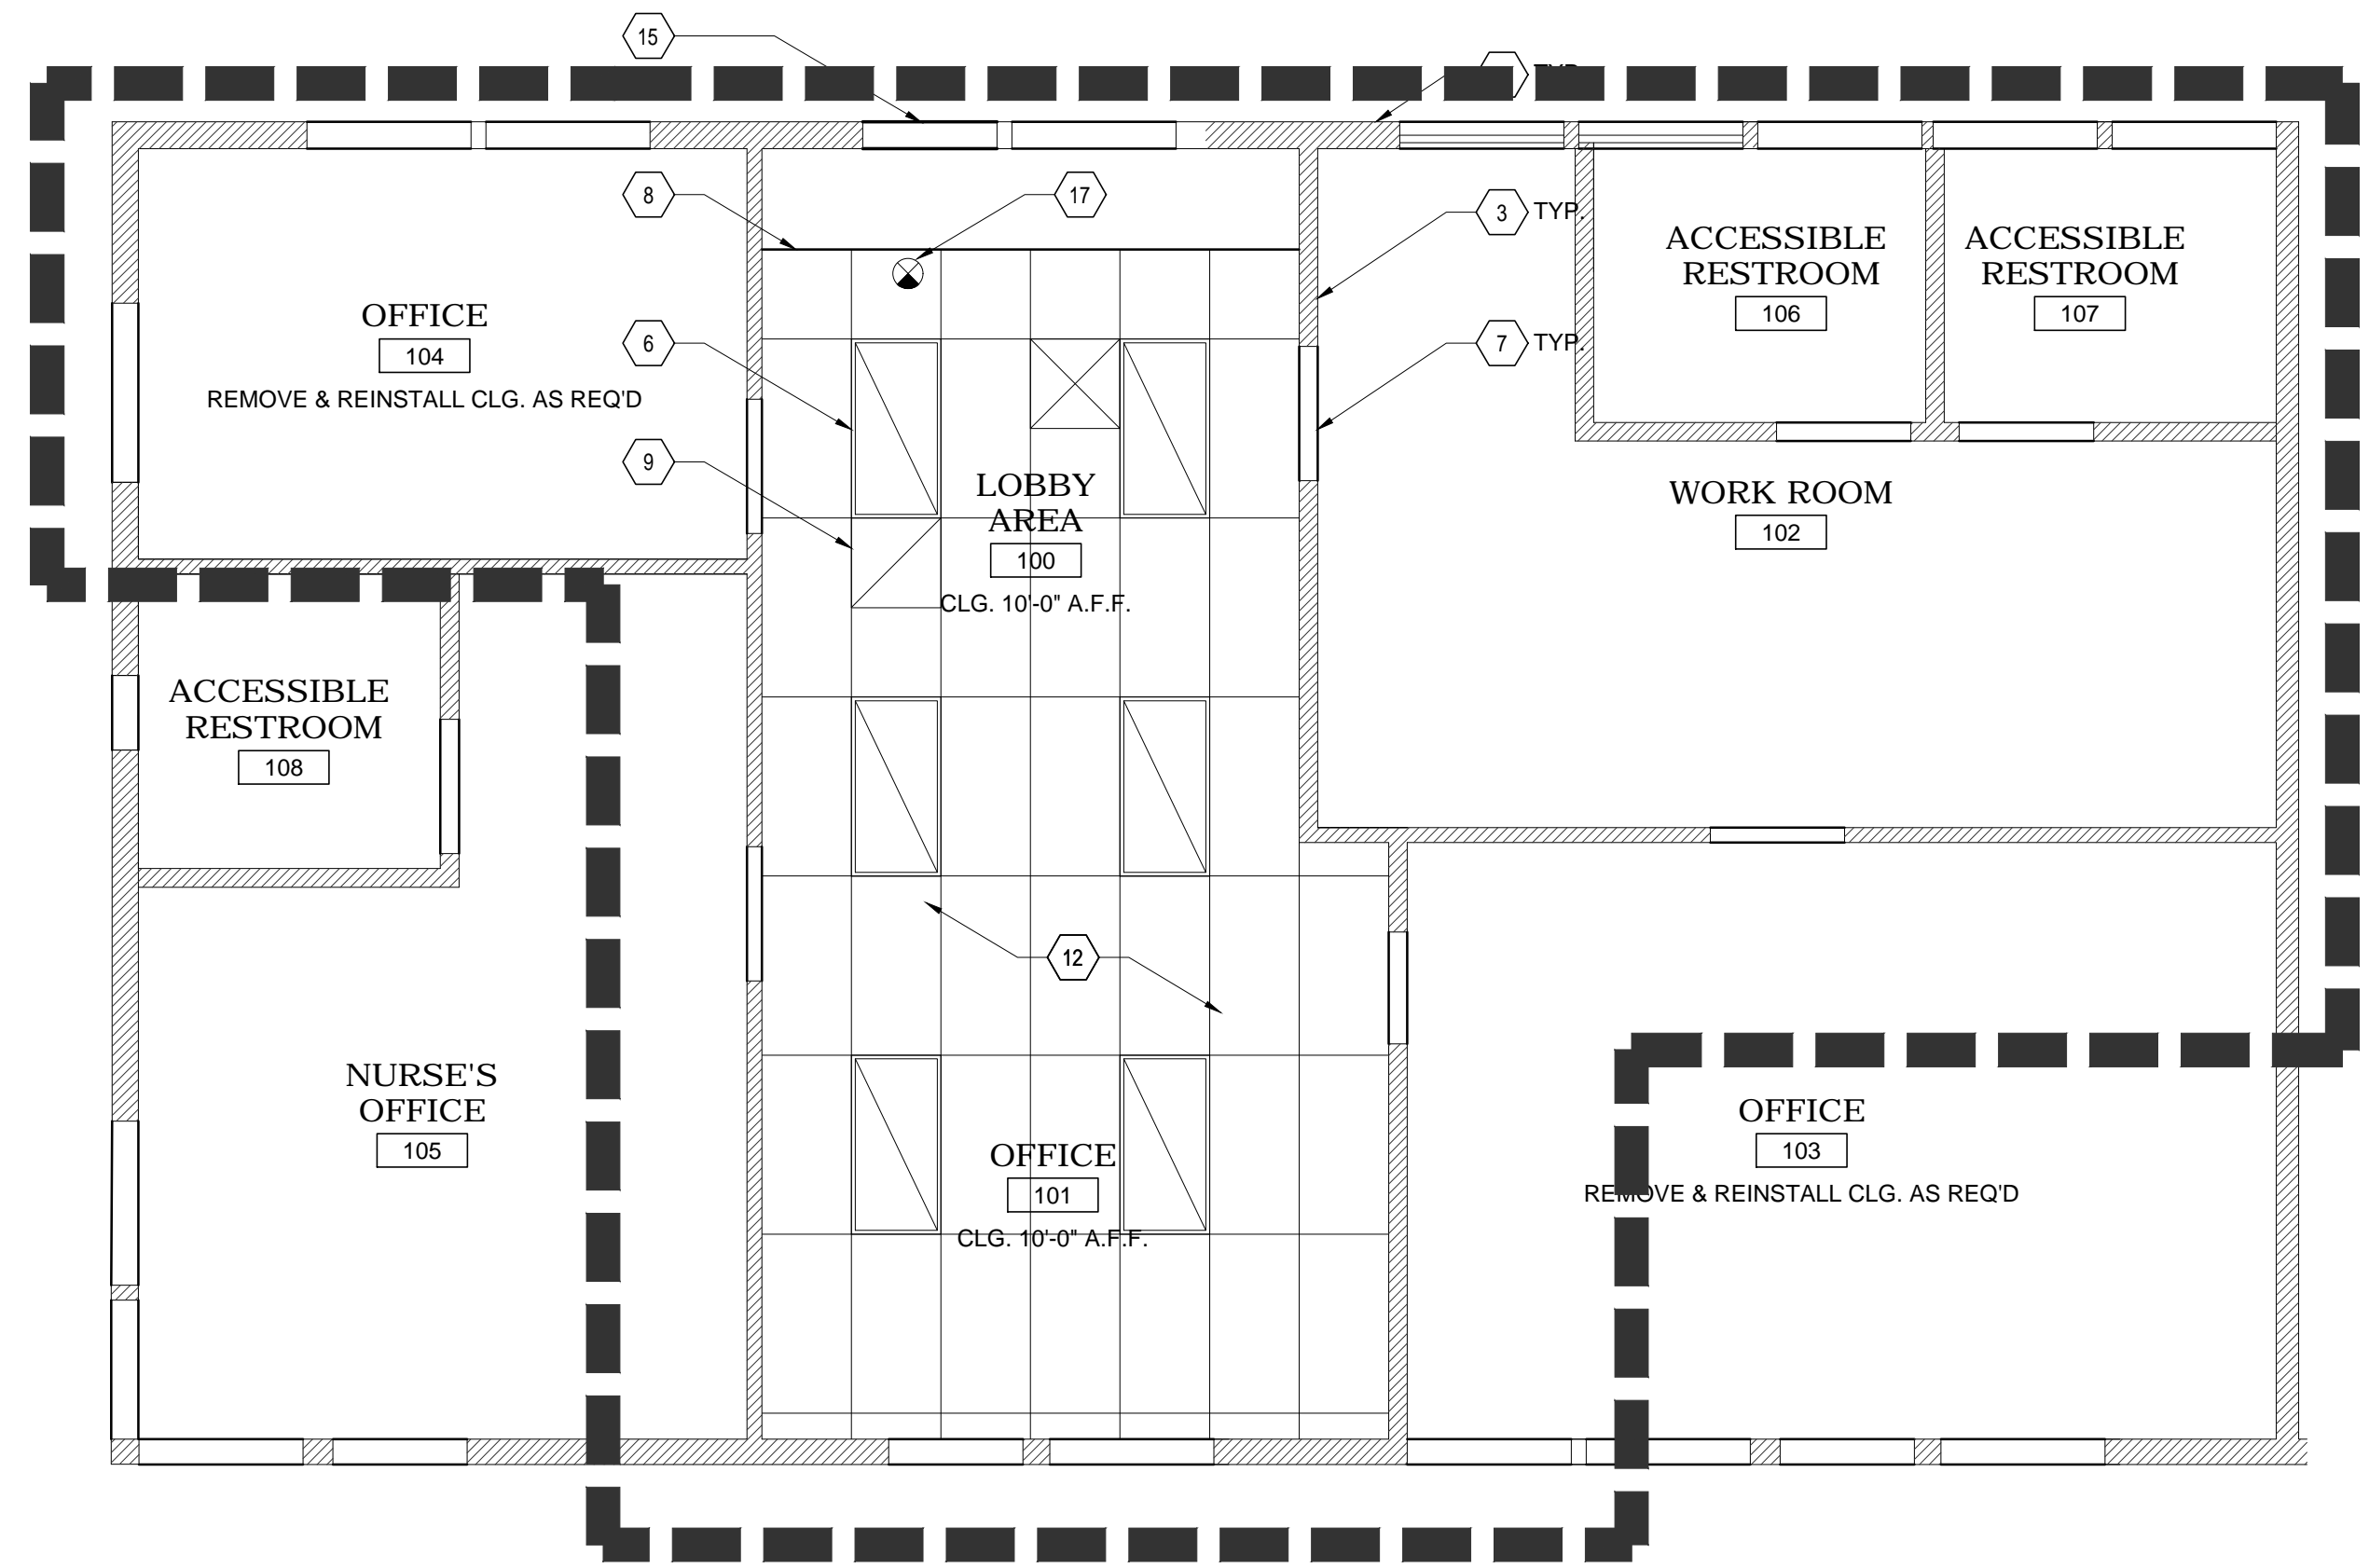 15
TYP.
8
17
3 TYP.
ACCESSIBLE
RESTROOM
106
ACCESSIBLE
RESTROOM
107
OFFICE
104
REMOVE & REINSTALL CLG. AS REQ'D
6
7 TYP.
9
LOBBY
AREA
100
CLG. 10'-0" A.F.F.
WORK ROOM
102
ACCESSIBLE
RESTROOM
108
12
NURSE'S
OFFICE
105
OFFICE
101
CLG. 10'-0" A.F.F.
OFFICE
103
REMOVE & REINSTALL CLG. AS REQ'D